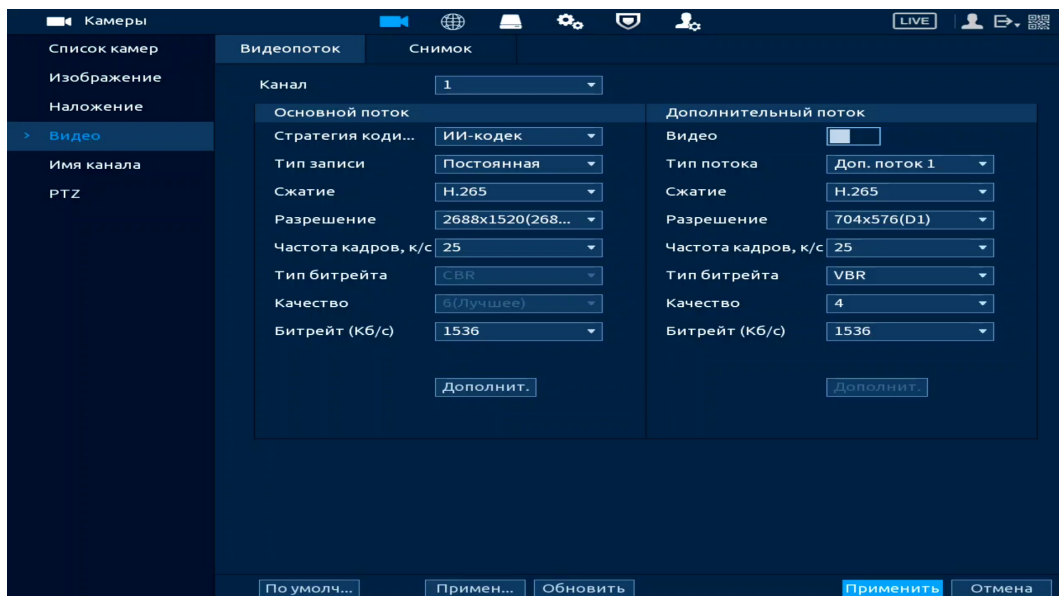 Камеры
LIVE
Список камер
Изображение
Наложение
> Видео
Имя канала
PTZ
Видеопоток Снимок
Канал 1
Основной поток
Стратегия коди... ИИ-кодек
Тип записи Постоянная
Сжатие H.265
Разрешение 2688x1520(268...
Частота кадров, к/с 25
Тип битрейта CBR
Качество 6(Лучшее)
Битрейт (Кб/с) 1536
Дополнит.
Дополнительный поток
Видео
Тип потока Доп. поток 1
Сжатие H.265
Разрешение 704x576(D1)
Частота кадров, к/с 25
Тип битрейта VBR
Качество 4
Битрейт (Кб/с) 1536
Дополнит.
По умолч... Примен... Обновить Применить Отмена